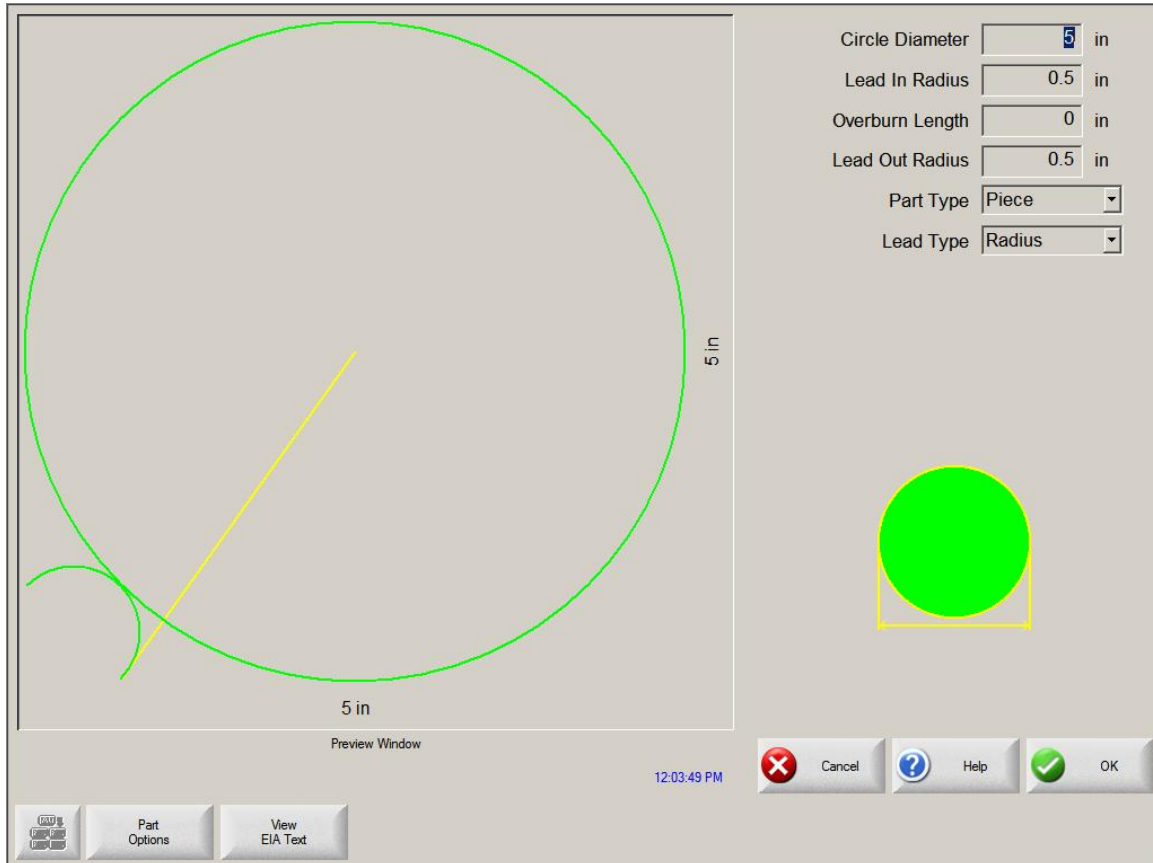 Circle Diameter 5 in
Lead In Radius 0.5 in
Overburn Length 0 in
Lead Out Radius 0.5 in
Part Type Piece
Lead Type Radius
5 in
5 in
Preview Window
12:03:49 PM
Cancel
Help
OK
Part
Options
View
EIA Text